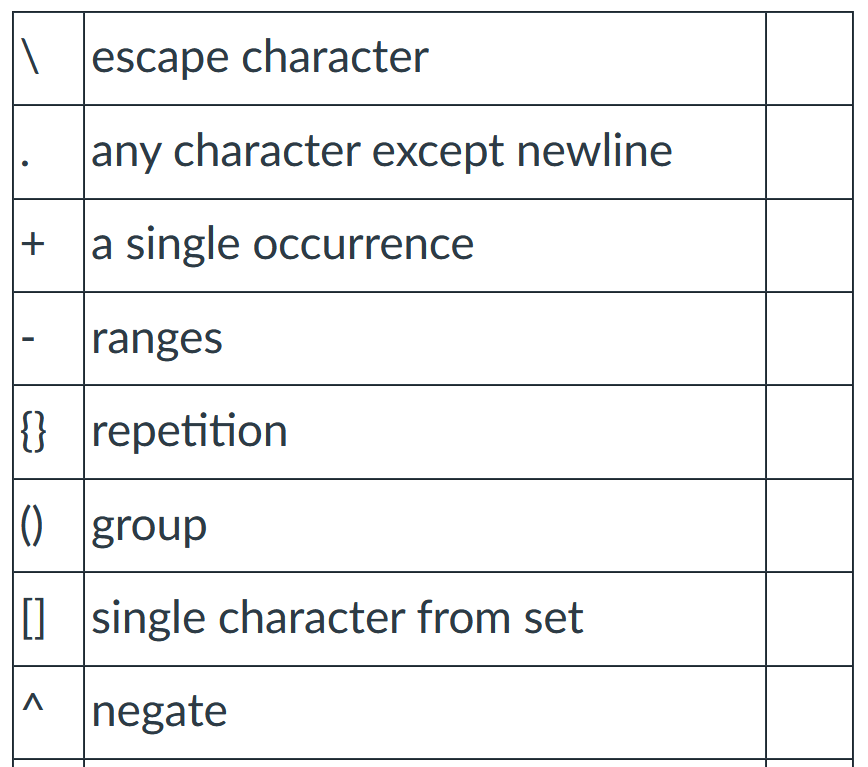 \ escape character
. any character except newline
+ a single occurrence
- ranges
{} repetition
() group
[] single character from set
^ negate